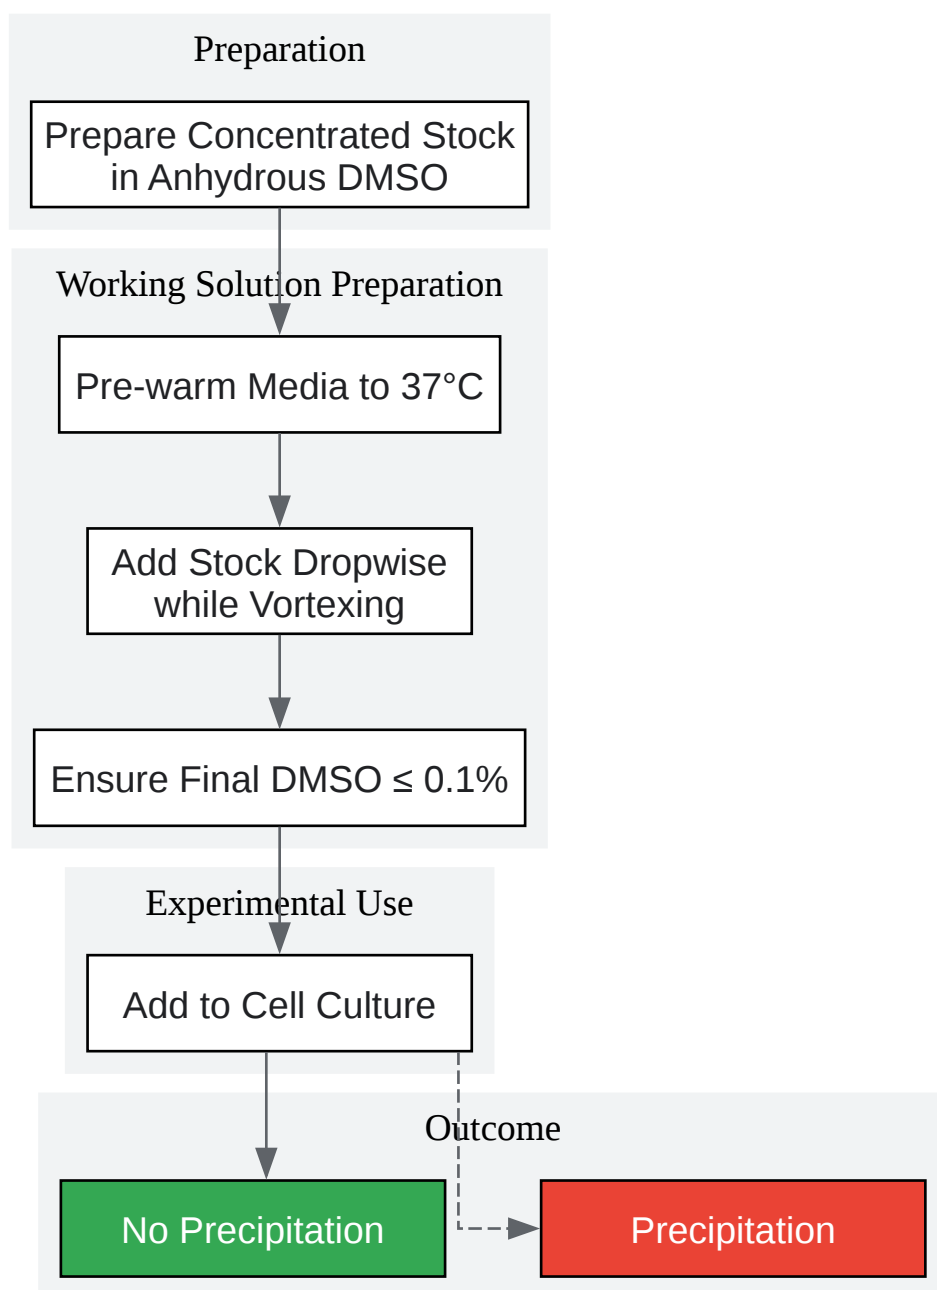 Preparation
Prepare Concentrated Stock
in Anhydrous DMSO
Working Solution Preparation
Pre-warm Media to 37°C
Add Stock Dropwise
while Vortexing
Ensure Final DMSO ≤ 0.1%
Experimental Use
Add to Cell Culture
Outcome
No Precipitation
Precipitation